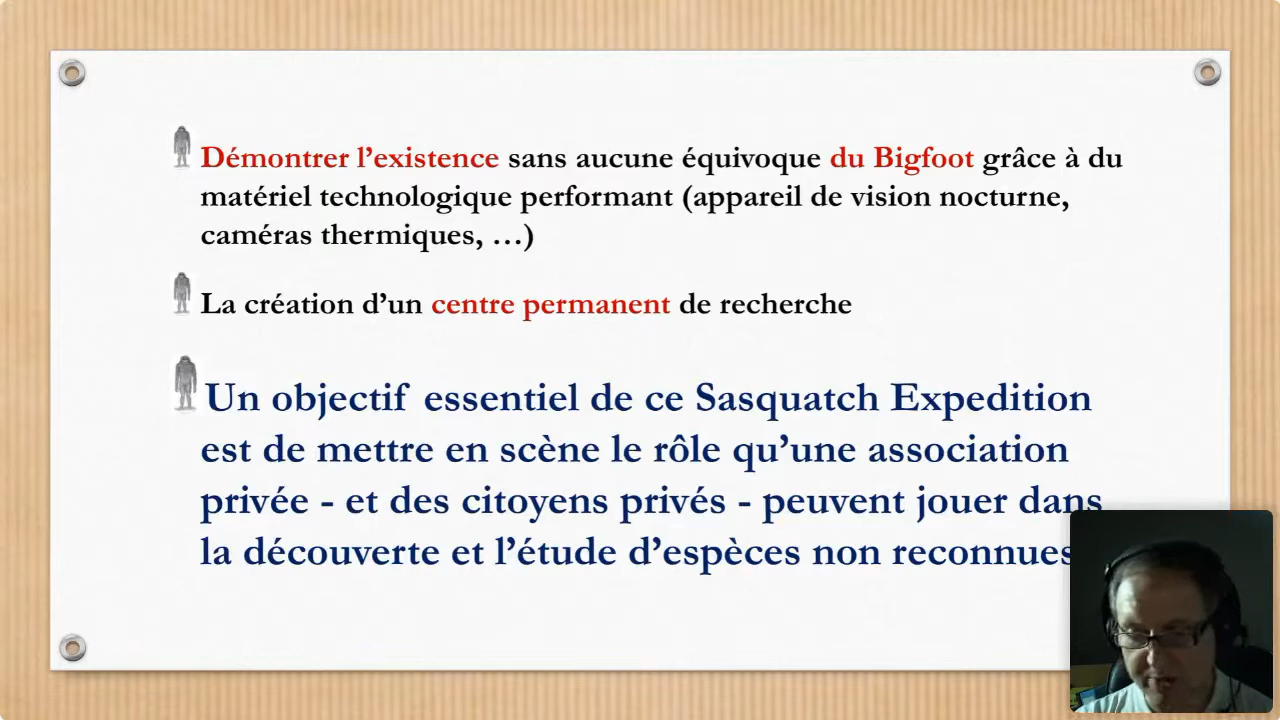 Démontrer l’existence sans aucune équivoque du Bigfoot grâce à du
matériel technologique performant (appareil de vision nocturne,
caméras thermiques, …)
La création d’un centre permanent de recherche
Un objectif essentiel de ce Sasquatch Expedition
est de mettre en scène le rôle qu’une association
privée - et des citoyens privés - peuvent jouer dans
la découverte et l’étude d’espèces non reconnues